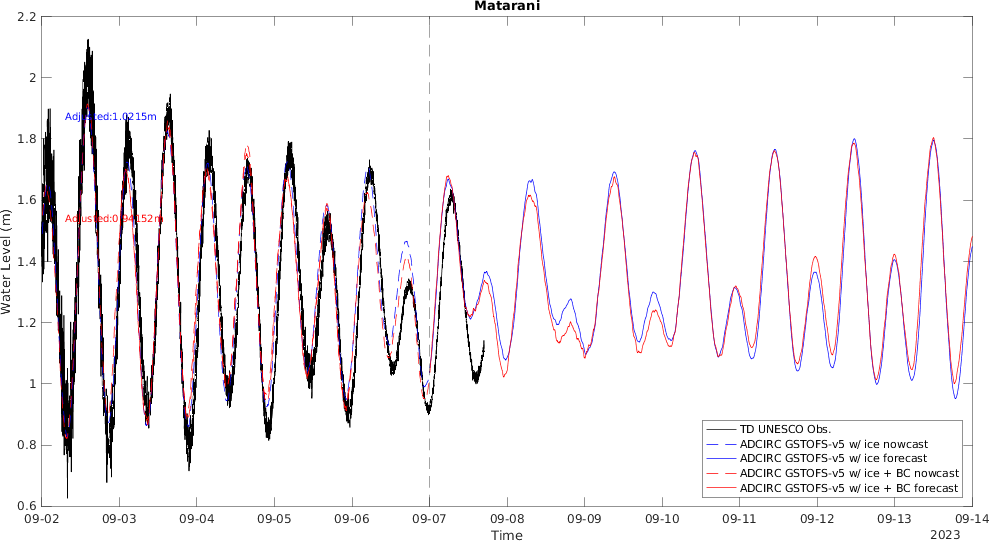 Matarani
2.2
2
1.8
1.6
1.4
1.2
1
0.8
0.6
Water Level (m)
Adjusted:1.0215m
Adjusted:0.94152m
TD UNESCO Obs.
ADCIRC GSTOFS-v5 w/ ice nowcast
ADCIRC GSTOFS-v5 w/ ice forecast
ADCIRC GSTOFS-v5 w/ ice + BC nowcast
ADCIRC GSTOFS-v5 w/ ice + BC forecast
09-02 09-03 09-04 09-05 09-06 09-07 09-08 09-09 09-10 09-11 09-12 09-13 09-14
Time
2023